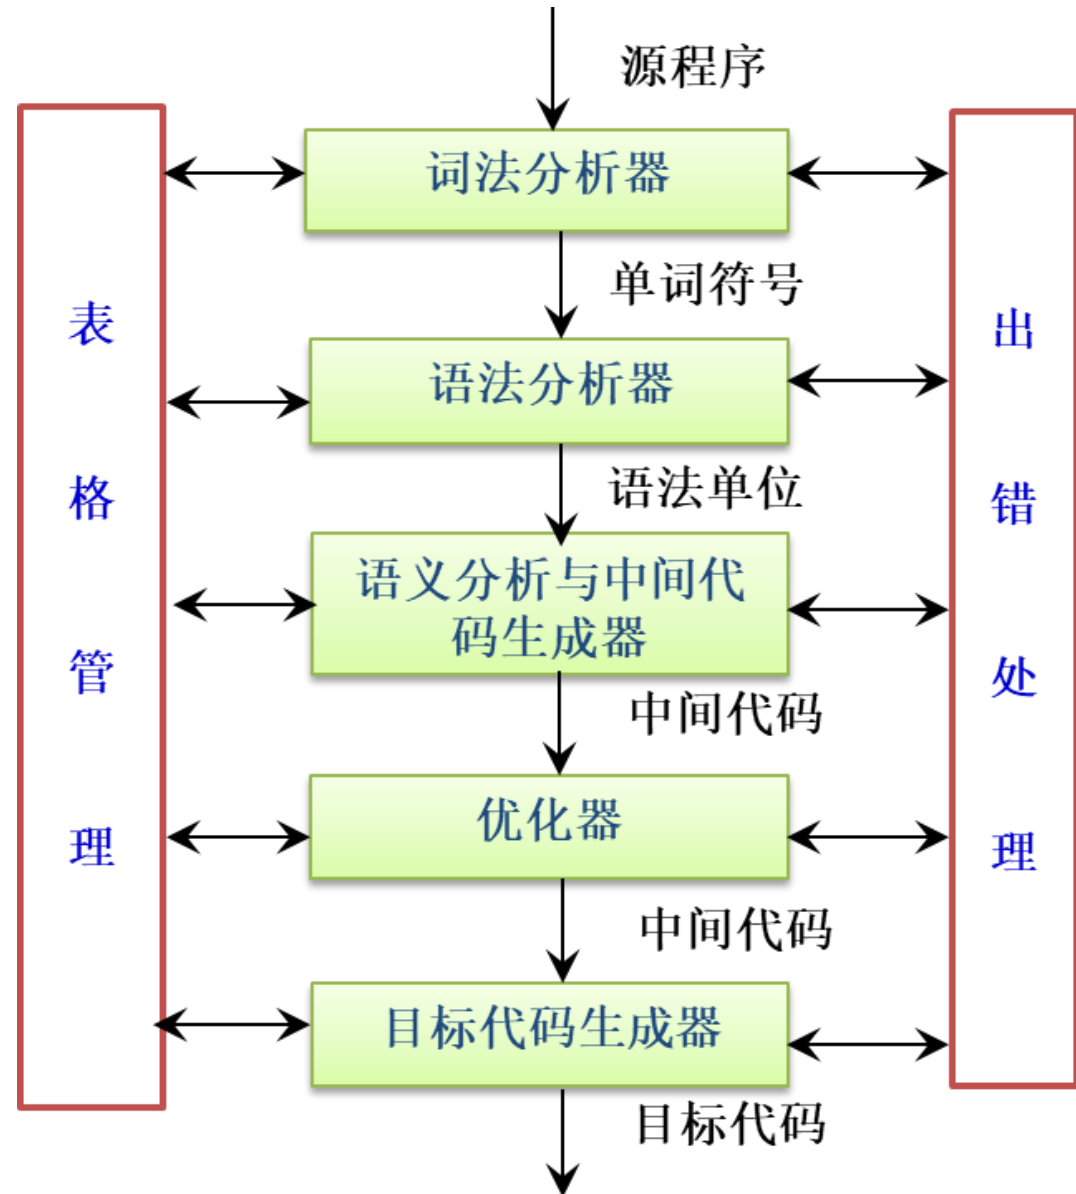 源程序
词法分析器
单词符号
语法分析器
语法单位
语义分析与中间代
码生成器
中间代码
优化器
中间代码
目标代码生成器
目标代码
表
格
管
理
出
错
处
理